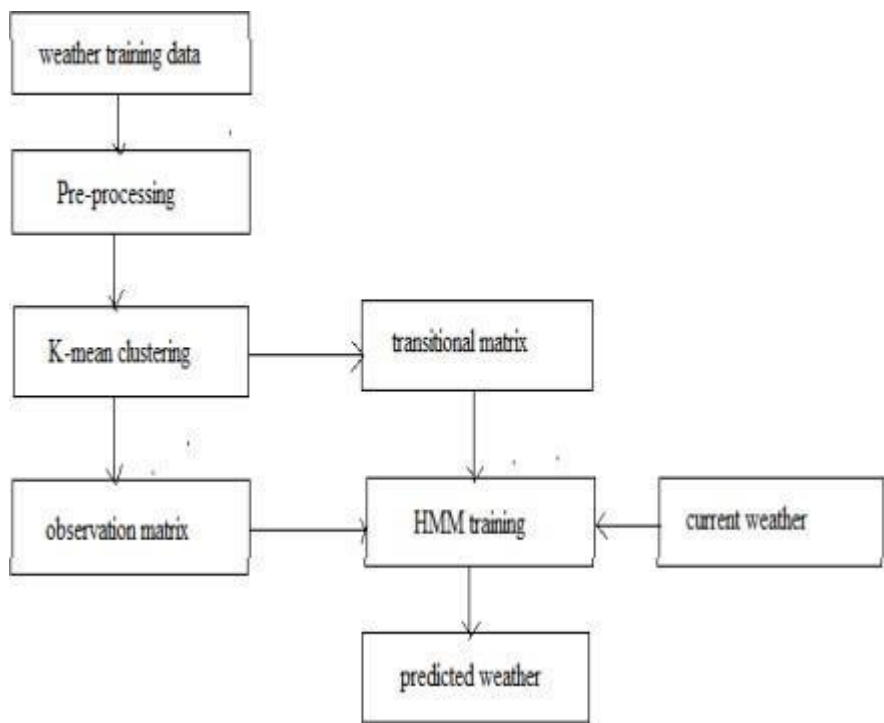 weather training data
Pre-processing
K-mean clustering
transitional matrix
observation matrix
HMM training
current weather
predicted weather